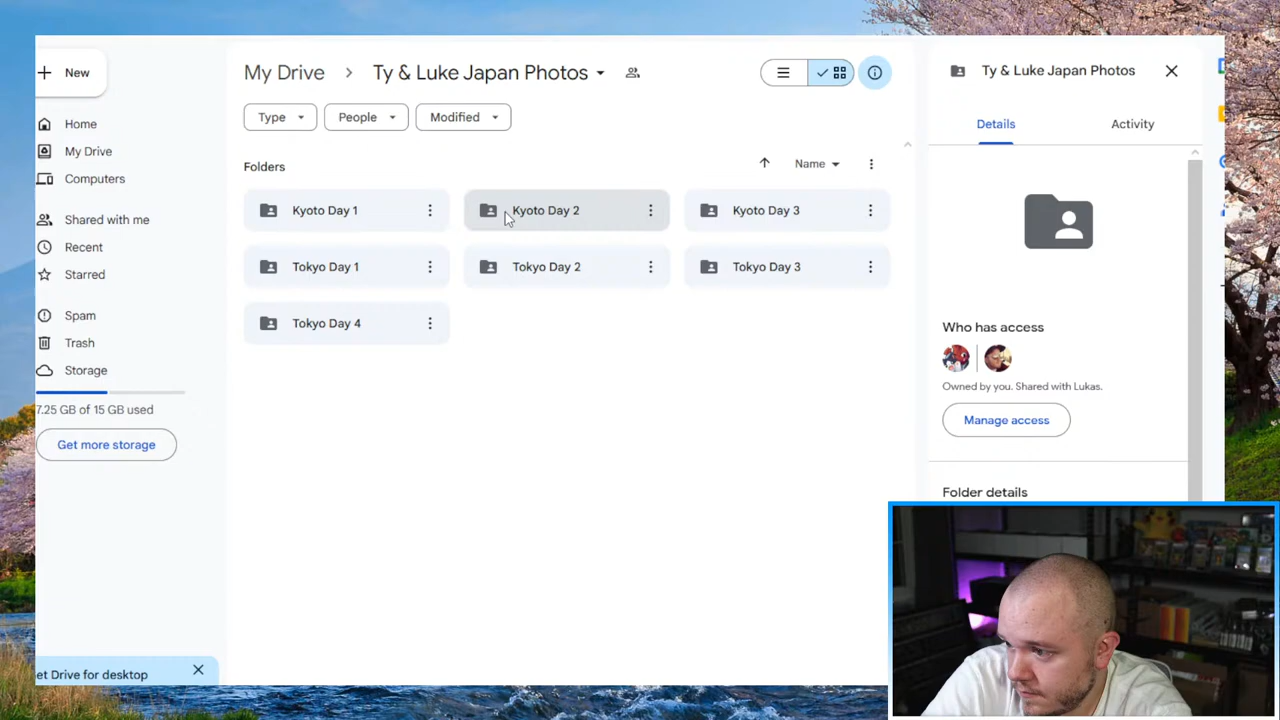 New
Home
My Drive
Computers
Shared with me
Recent
Starred
Spam
Trash
Storage
7.25 GB of 15 GB used
Get more storage
et Drive for desktop
My Drive > Ty & Luke Japan Photos
Type
People
Modified
Folders
Name
Kyoto Day 1
Kyoto Day 2
Kyoto Day 3
Tokyo Day 1
Tokyo Day 2
Tokyo Day 3
Tokyo Day 4
Ty & Luke Japan Photos
Details
Activity
Who has access
Owned by you. Shared with Lukas.
Manage access
Folder details